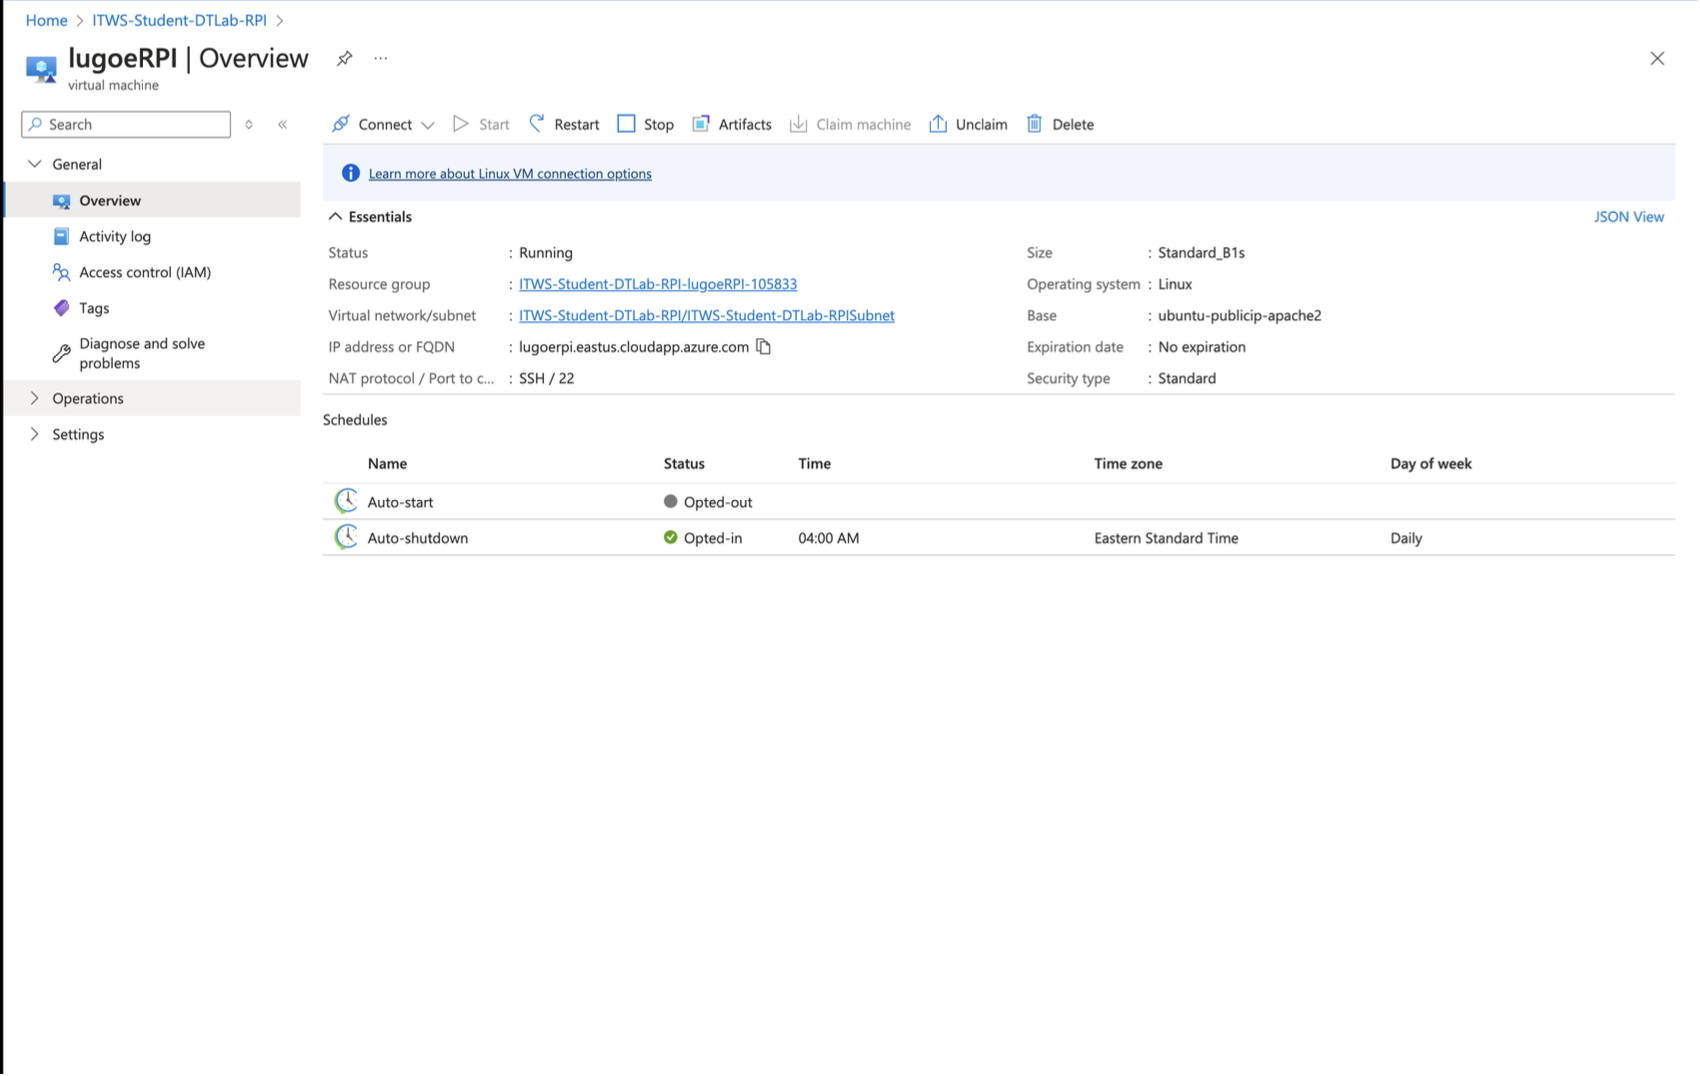 Home > ITWS-Student-DTLab-RPI >
lugoeRPI | Overview ...
virtual machine
Search
General
Overview
Activity log
Access control (IAM)
Tags
Diagnose and solve
problems
Operations
Settings
Connect Start Restart Stop Artifacts Claim machine Unclaim Delete
Learn more about Linux VM connection options
Essentials JSON View
Status : Running
Resource group : ITWS-Student-DTLab-RPI-lugoeRPI-105833
Virtual network/subnet : ITWS-Student-DTLab-RPI/ITWS-Student-DTLab-RPISubnet
IP address or FQDN : lugoerpi.eastus.cloudapp.azure.com
NAT protocol / Port to c... : SSH / 22
Size : Standard_B1s
Operating system : Linux
Base : ubuntu-publicip-apache2
Expiration date : No expiration
Security type : Standard
Schedules
Name Status Time Time zone Day of week
Auto-start Opted-out
Auto-shutdown Opted-in 04:00 AM Eastern Standard Time Daily